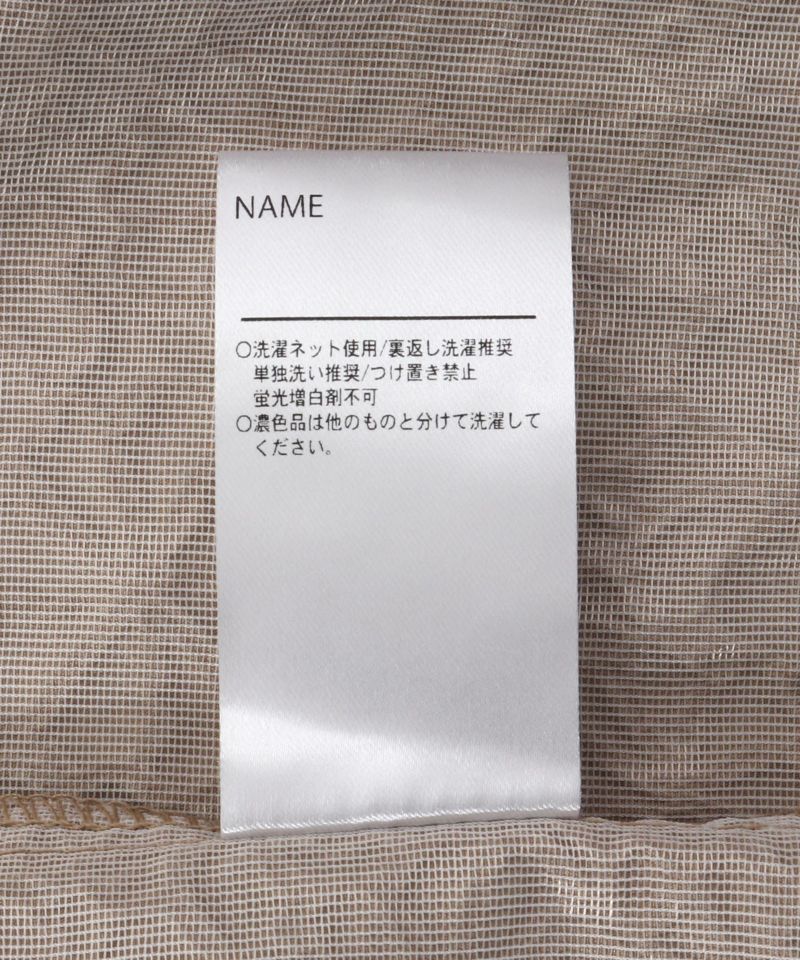 NAME
○洗濯ネット使用/裏返し洗濯推奨
単独洗い推奨/つけ置き禁止
蛍光増白剤不可
○濃色品は他のものと分けて洗濯して
ください。